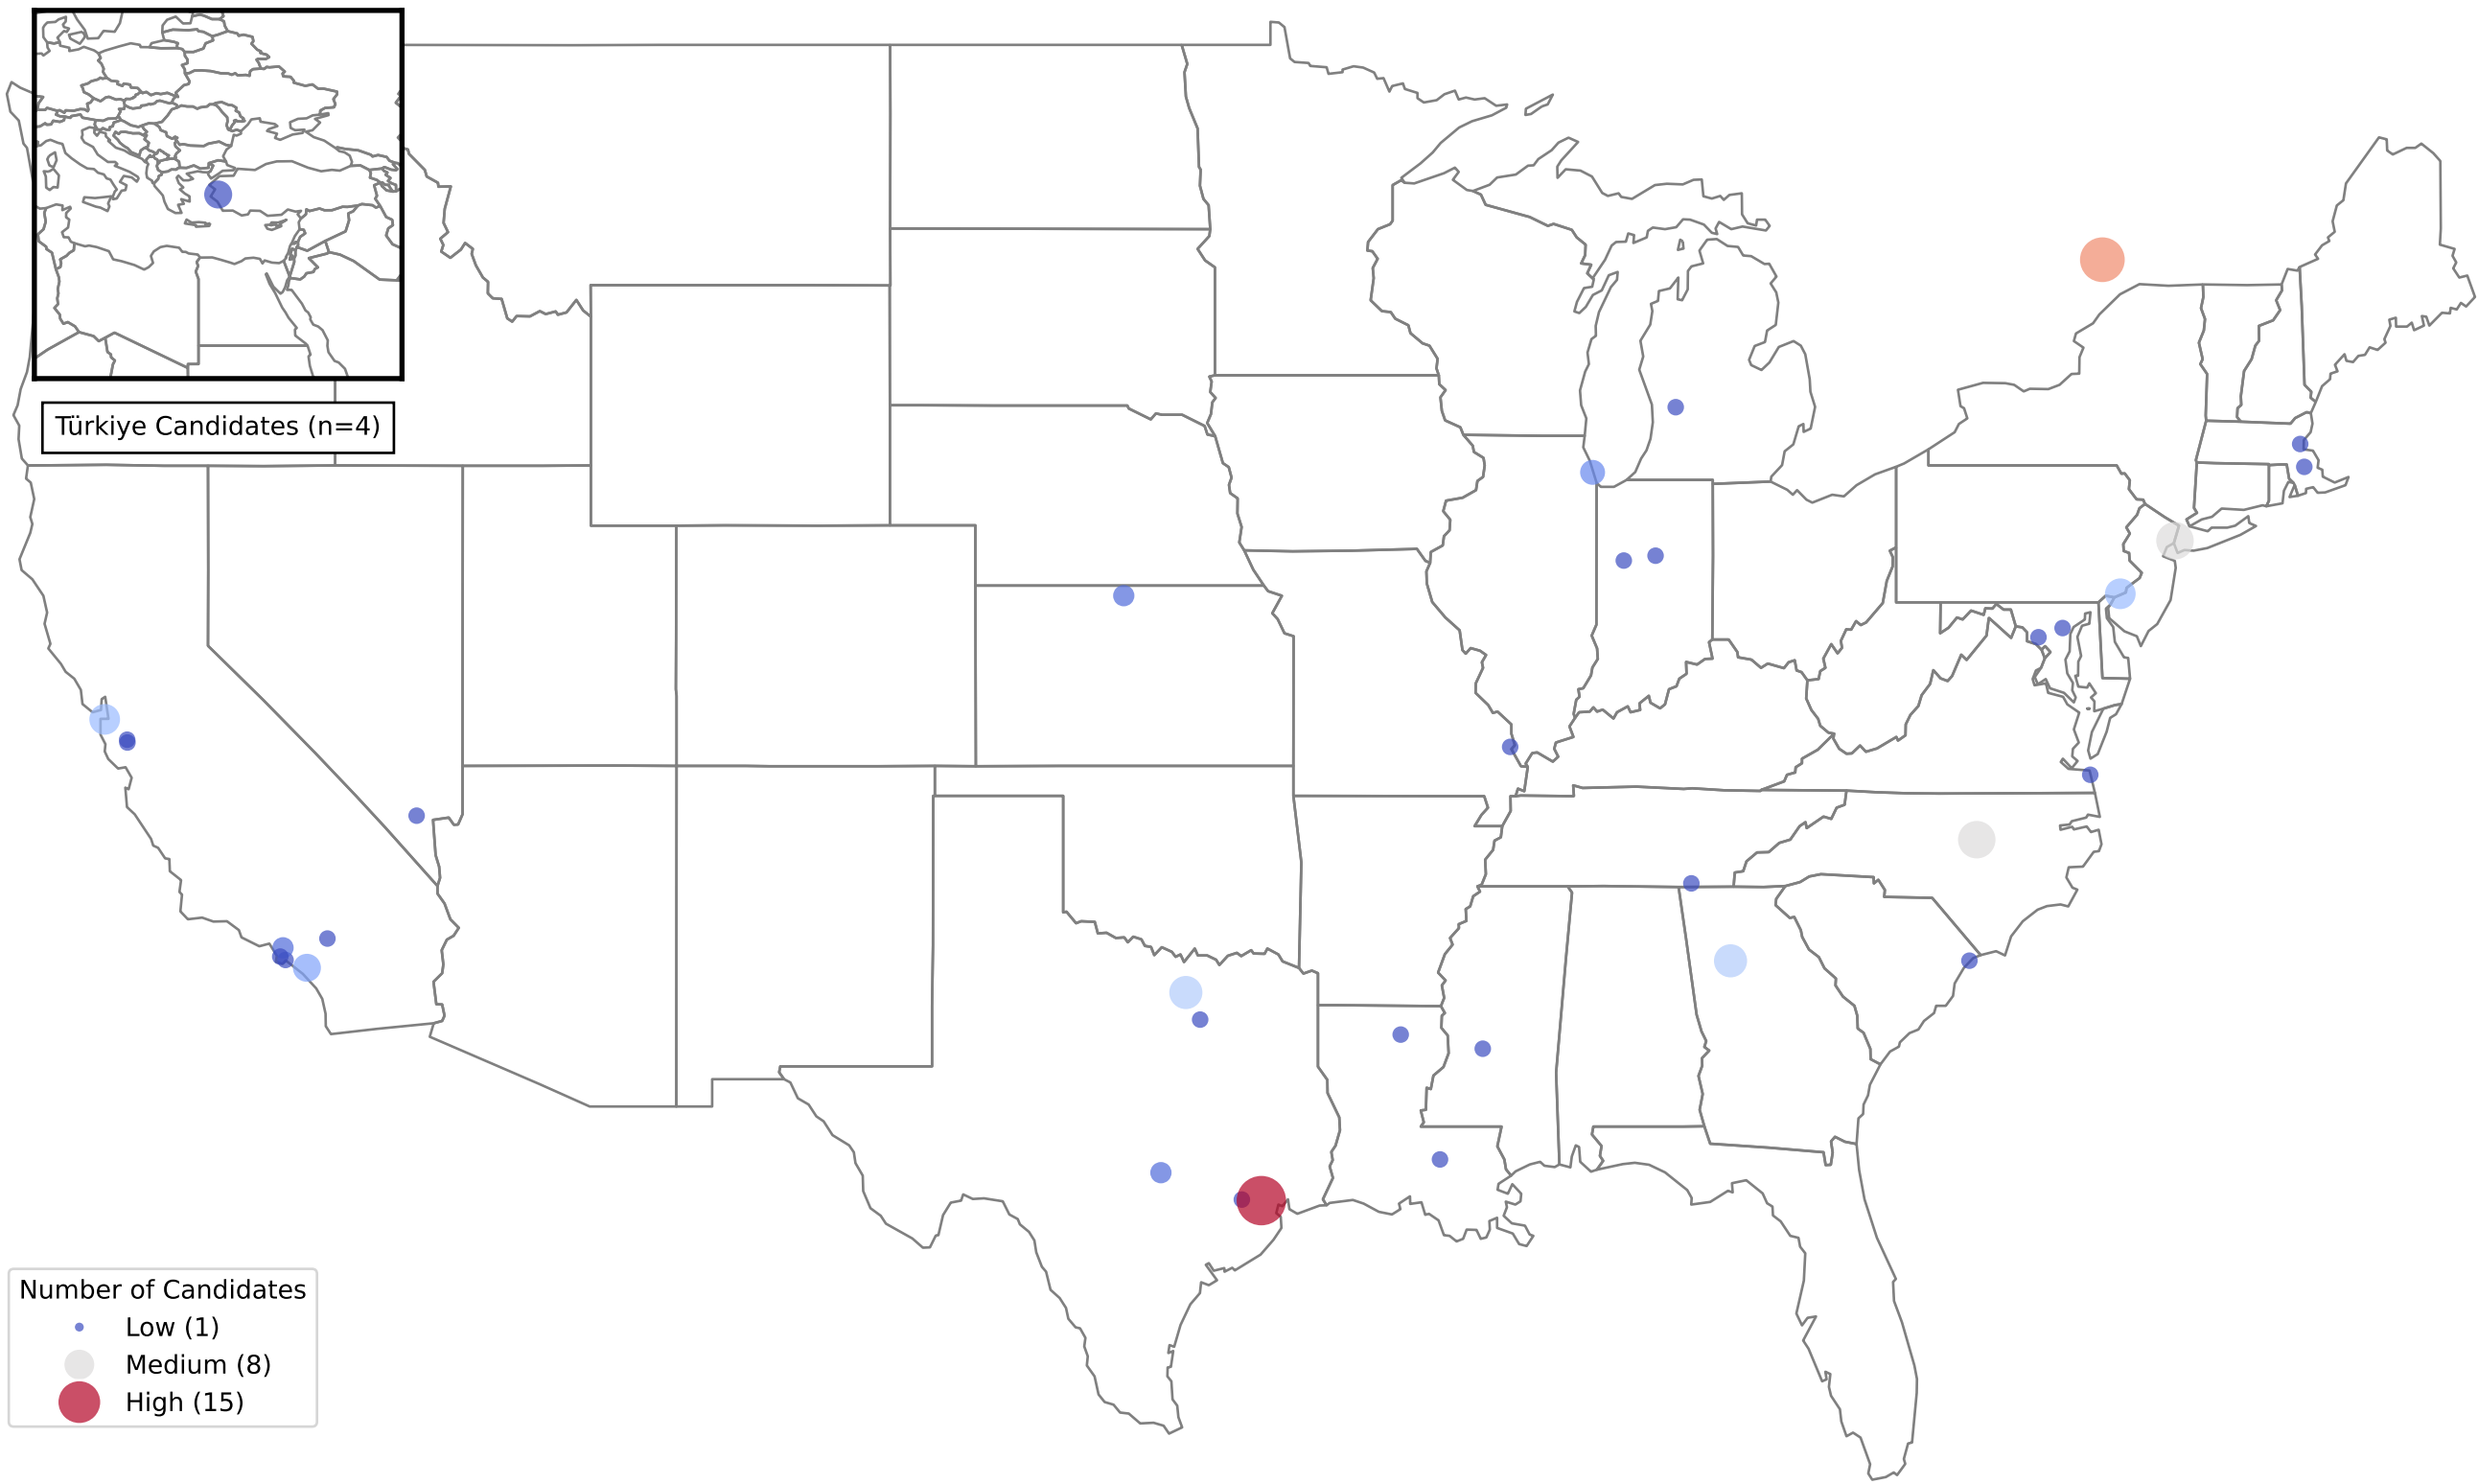 Türkiye Candidates (n=4)
Number of Candidates
Low (1)
Medium (8)
High (15)